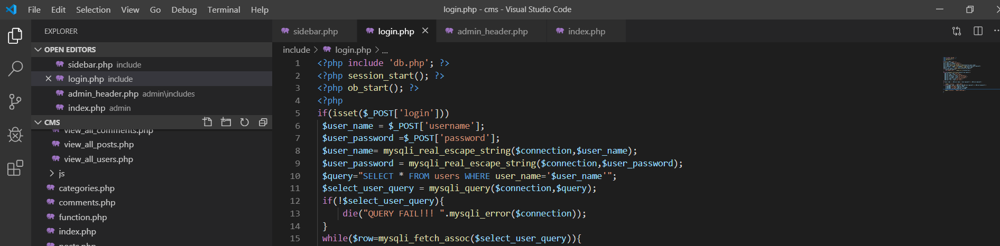 File Edit Selection View Go Debug Terminal Help
login.php - cms - Visual Studio Code
EXPLORER
OPEN EDITORS
sidebar.php include
login.php include
admin_header.php admin\includes
index.php admin
CMS
view_all_comments.php
view_all_posts.php
view_all_users.php
js
categories.php
comments.php
function.php
index.php
posts.php
sidebar.php
login.php
admin_header.php
index.php
include > login.php > ...
1 <?php include 'db.php'; ?>
2 <?php session_start(); ?>
3 <?php ob_start(); ?>
4 <?php
5 if(isset($_POST['login']))
6 $user_name = $_POST['username'];
7 $user_password =$_POST['password'];
8 $user_name= mysqli_real_escape_string($connection,$user_name);
9 $user_password = mysqli_real_escape_string($connection,$user_password);
10 $query="SELECT * FROM users WHERE user_name='$user_name'";
11 $select_user_query = mysqli_query($connection,$query);
12 if(!$select_user_query){
13 die("QUERY FAIL!!! ".mysqli_error($connection));
14 }
15 while($row=mysqli_fetch_assoc($select_user_query)){